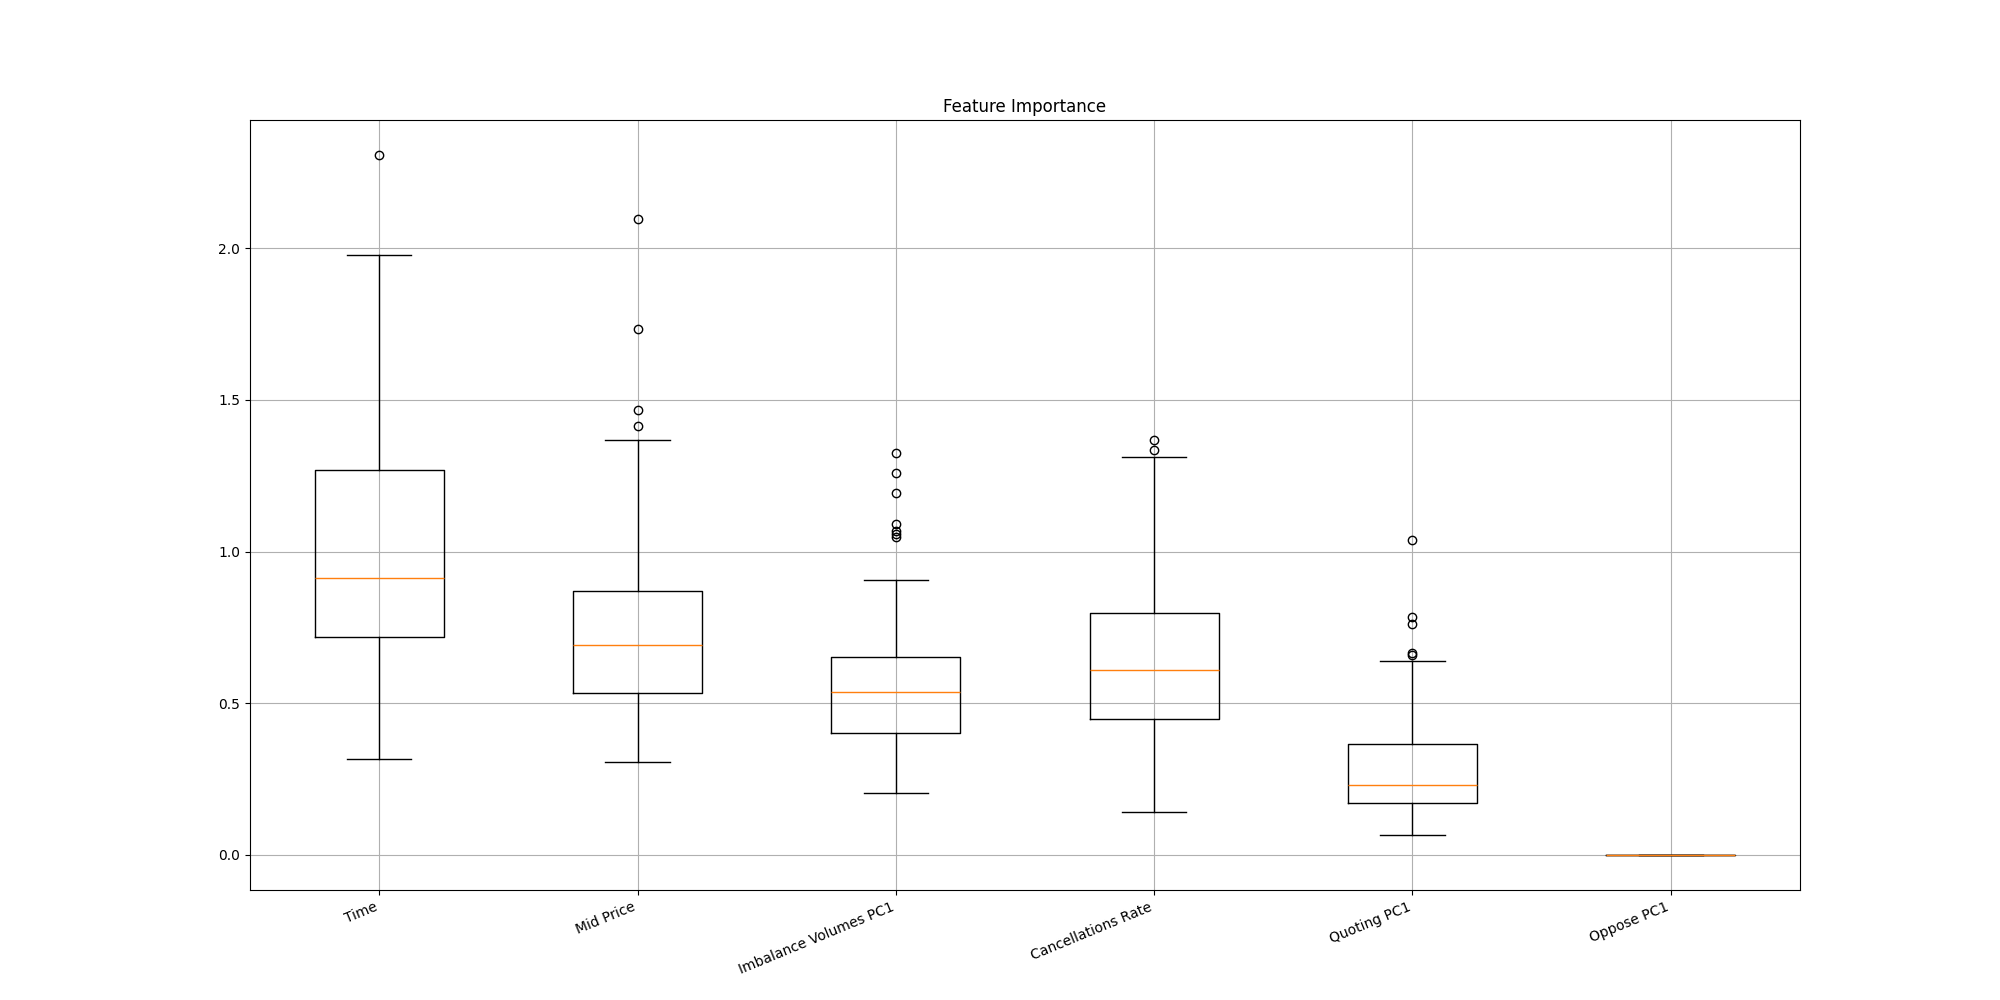 Feature Importance
2.0
1.5
1.0
0.5
0.0
Time
Mid Price
Imbalance Volumes PC1
Cancellations Rate
Quoting PC1
Oppose PC1